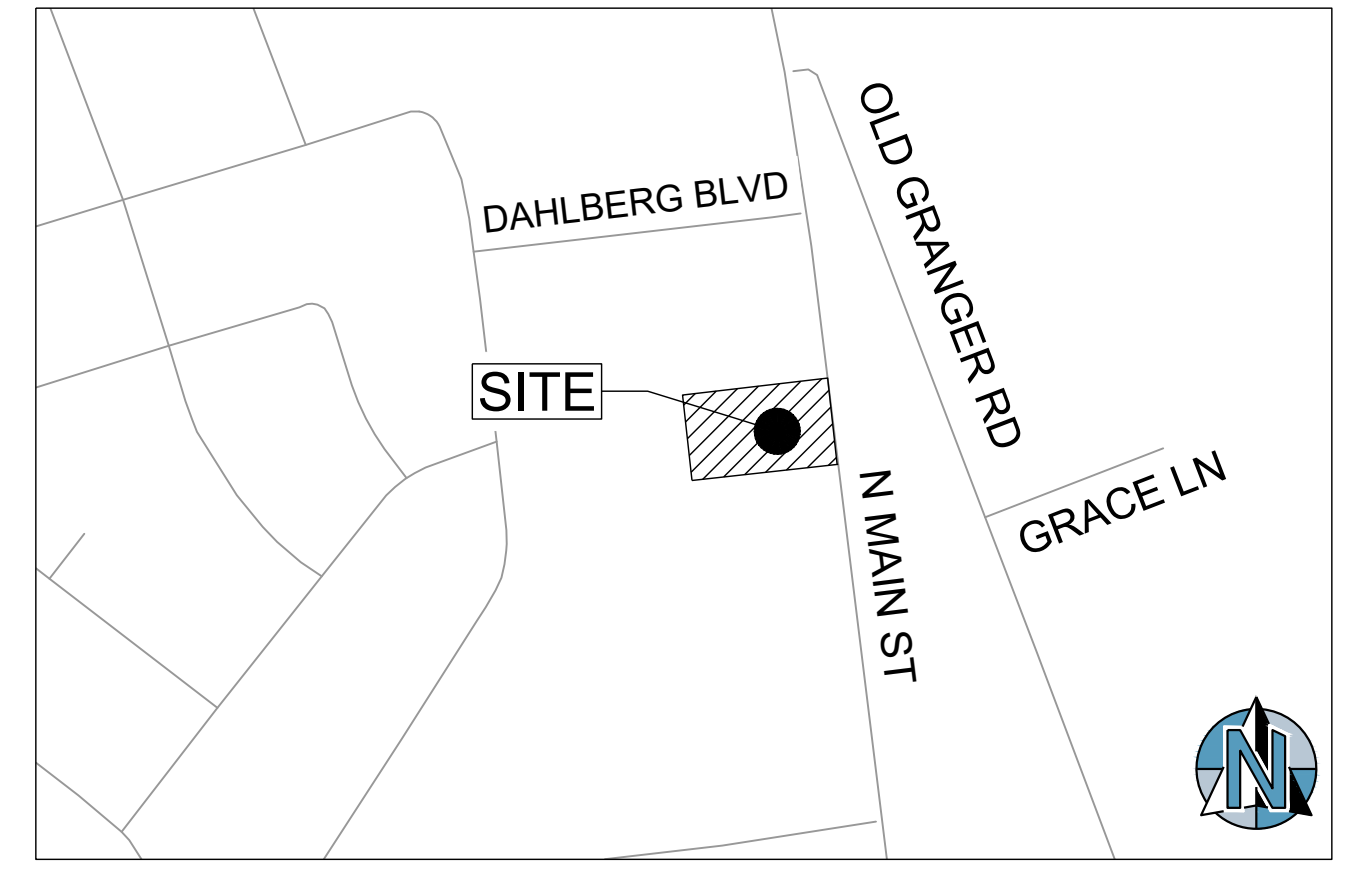 OLD GRANGER RD
DAHLBERG BLVD
SITE
GRACE LN
N MAIN ST
N